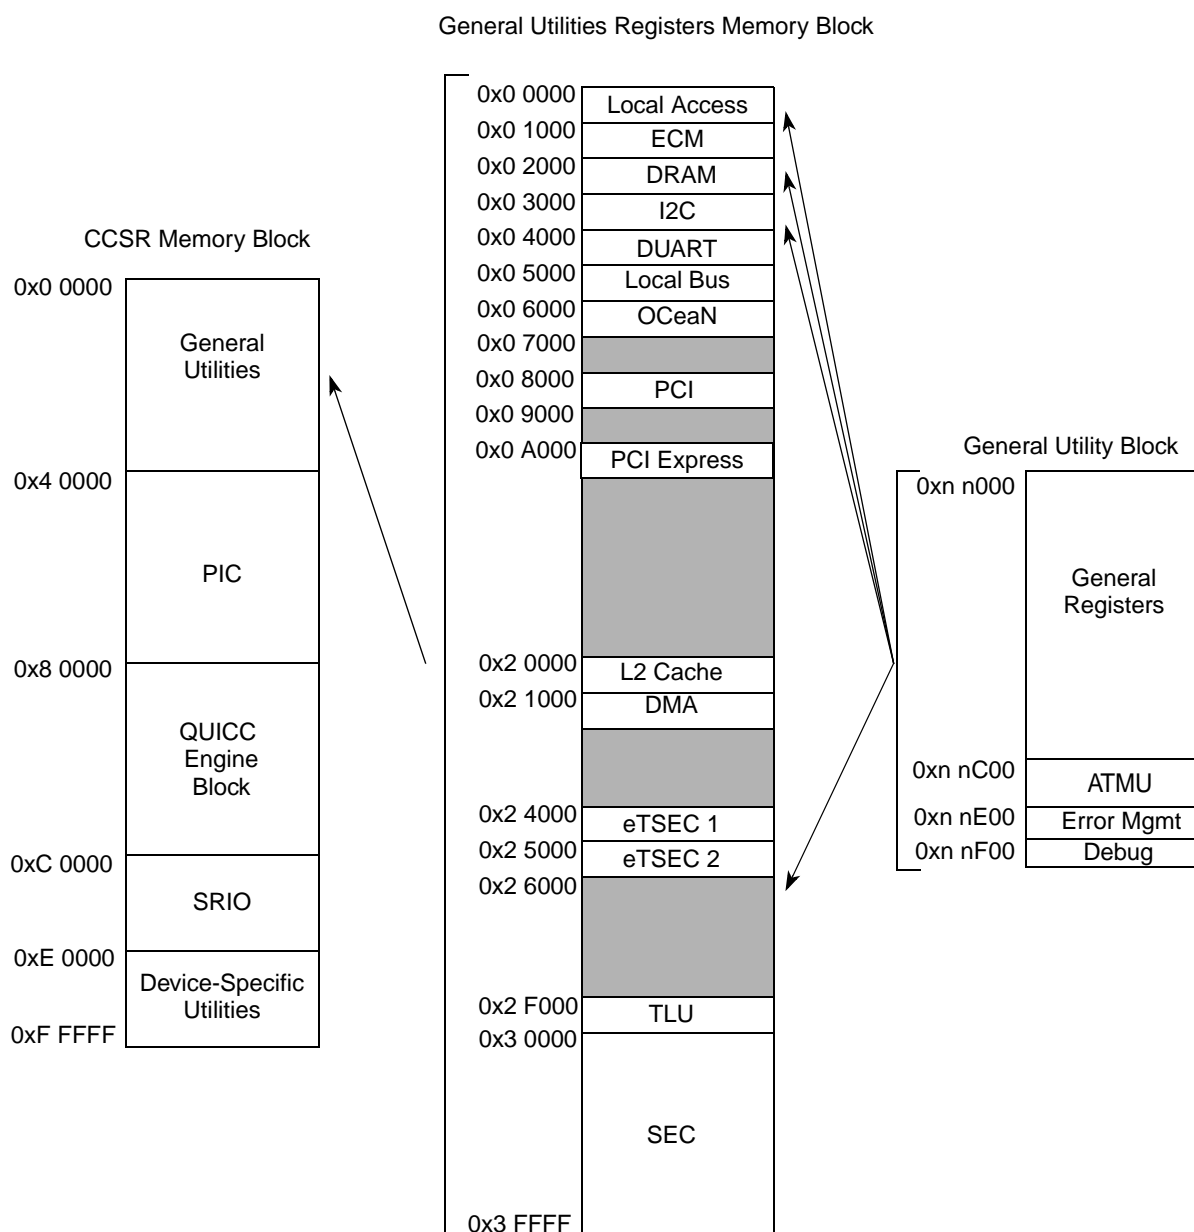 General Utilities Registers Memory Block
0x0 0000
Local Access
0x0 1000
ECM
0x0 2000
DRAM
0x0 3000
I2C
0x0 4000
DUART
0x0 5000
Local Bus
0x0 6000
OCeaN
0x0 7000
0x0 8000
PCI
0x0 9000
0x0 A000
PCI Express
0x2 0000
L2 Cache
0x2 1000
DMA
0x2 4000
eTSEC 1
0x2 5000
eTSEC 2
0x2 6000
0x2 F000
TLU
0x3 0000
SEC
0x3 FFFF
CCSR Memory Block
0x0 0000
General
Utilities
0x4 0000
PIC
0x8 0000
QUICC
Engine
Block
0xC 0000
SRIO
0xE 0000
Device-Specific
Utilities
0xF FFFF
General Utility Block
0xn n000
General
Registers
0xn nC00
ATMU
0xn nE00
Error Mgmt
0xn nF00
Debug